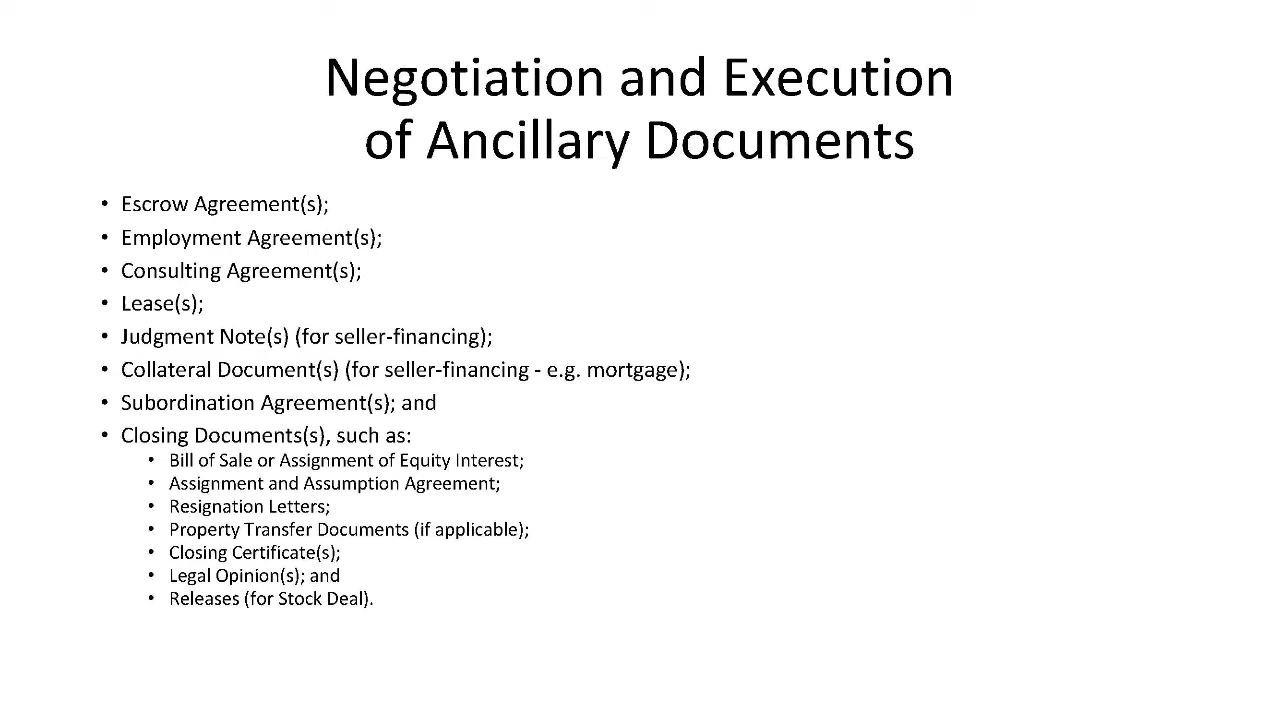 Negotiation and Execution
of Ancillary Documents
• Escrow Agreement(s);
• Employment Agreement(s);
• Consulting Agreement(s);
• Lease(s);
• Judgment Note(s) (for seller-financing);
• Collateral Document(s) (for seller-financing - e.g. mortgage);
• Subordination Agreement(s); and
• Closing Documents(s), such as:
• Bill of Sale or Assignment of Equity Interest;
• Assignment and Assumption Agreement;
• Resignation Letters;
• Property Transfer Documents (if applicable);
• Closing Certificate(s);
• Legal Opinion(s); and
• Releases (for Stock Deal).